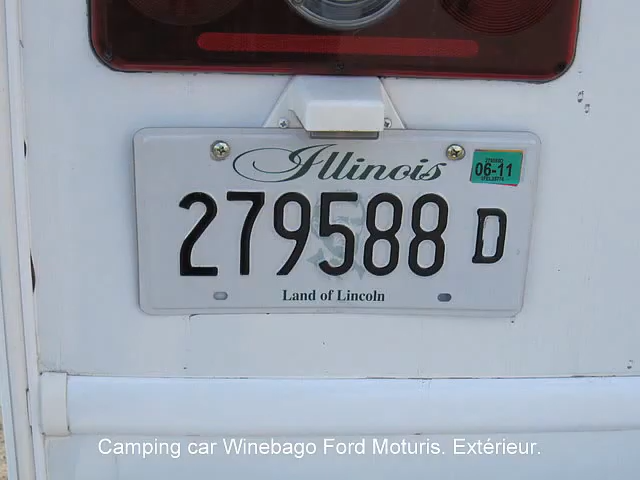 Illinois
06-11
279588 D
Land of Lincoln
Camping car Winebago Ford Moturis. Extérieur.